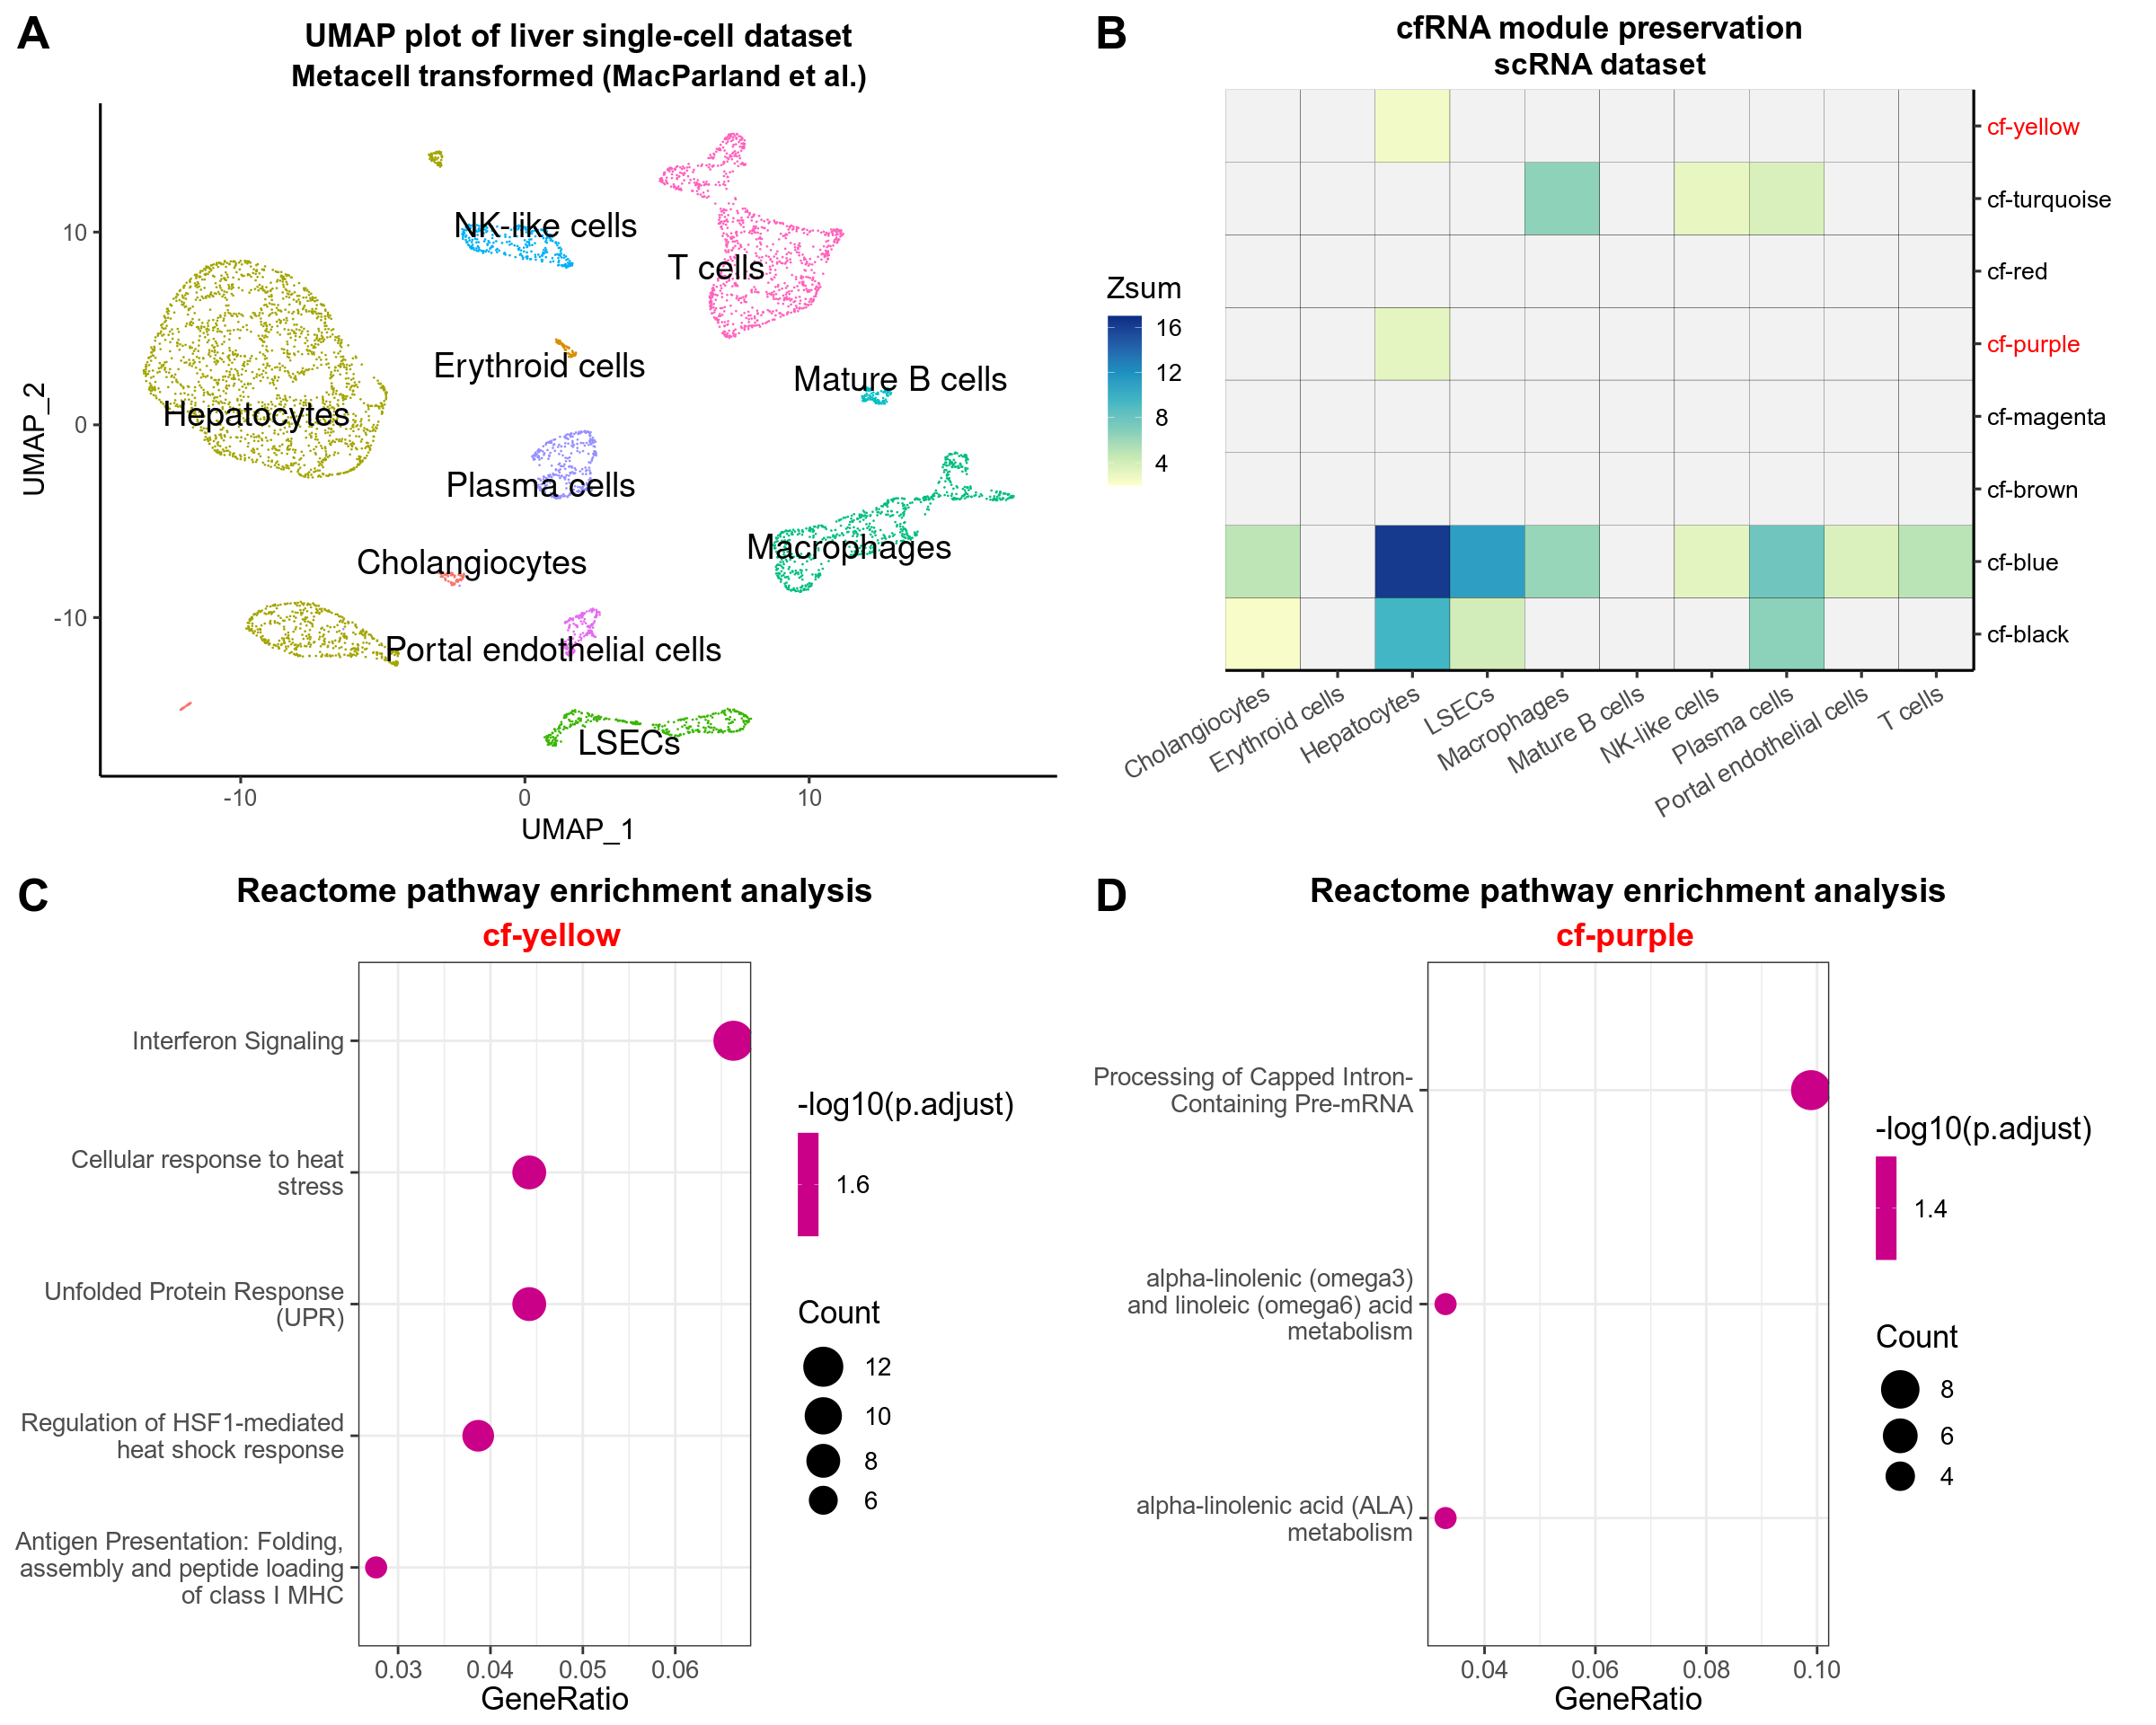 A
UMAP plot of liver single-cell dataset
Metacell transformed (MacParland et al.)
UMAP_2
10
0
-10
NK-like cells
T cells
Erythroid cells
Mature B cells
Hepatocytes
Plasma cells
Macrophages
Cholangiocytes
Portal endothelial cells
LSECs
-10
0
10
UMAP_1
B
cfRNA module preservation
scRNA dataset
Zsum
16
12
8
4
cf-yellow
cf-turquoise
cf-red
cf-purple
cf-magenta
cf-brown
cf-blue
cf-black
Cholangiocytes
Erythroid cells
Hepatocytes
LSECs
Macrophages
Mature B cells
NK-like cells
Plasma cells
Portal endothelial cells
T cells
C
Reactome pathway enrichment analysis
cf-yellow
Interferon Signaling
Cellular response to heat
stress
Unfolded Protein Response
(UPR)
Regulation of HSF1-mediated
heat shock response
Antigen Presentation: Folding,
assembly and peptide loading
of class I MHC
0.03
0.04
0.05
0.06
GeneRatio
-log10(p.adjust)
1.6
Count
12
10
8
6
D
Reactome pathway enrichment analysis
cf-purple
Processing of Capped Intron-
Containing Pre-mRNA
alpha-linolenic (omega3)
and linoleic (omega6) acid
metabolism
alpha-linolenic acid (ALA)
metabolism
0.04
0.06
0.08
0.10
GeneRatio
-log10(p.adjust)
1.4
Count
8
6
4